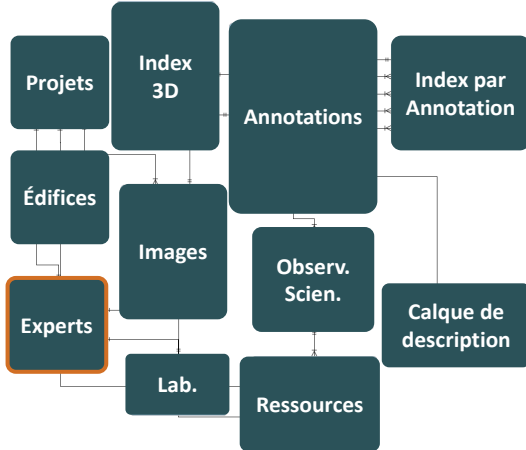 Projets
Index
3D
Annotations
Index par
Annotation
Édifices
Images
Observ.
Scien.
Experts
Calque de
description
Lab.
Ressources